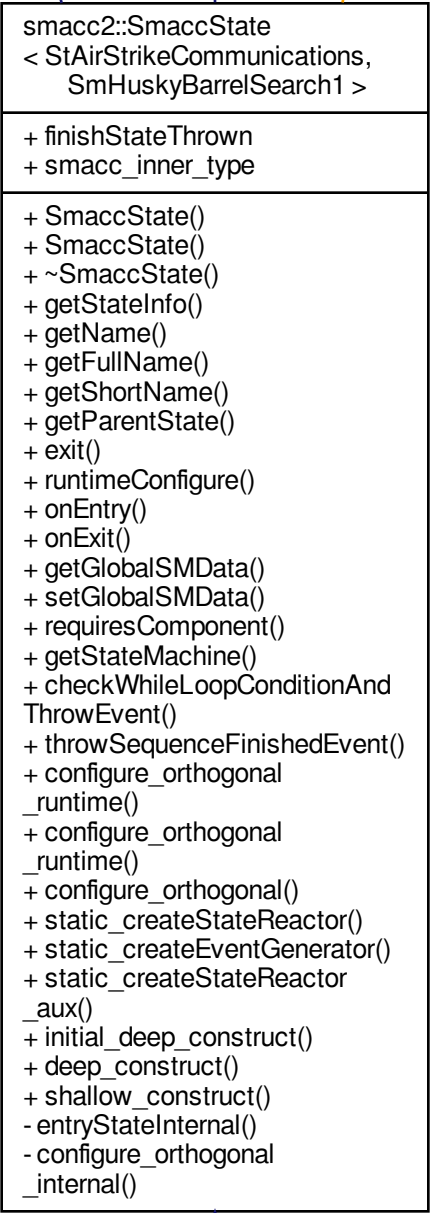 smacc2::SmaccState
< StAirStrikeCommunications,
SmHuskyBarrelSearch1 >
+ finishStateThrown
+ smacc_inner_type
+ SmaccState()
+ SmaccState()
+ ~SmaccState()
+ getStateInfo()
+ getName()
+ getFullName()
+ getShortName()
+ getParentState()
+ exit()
+ runtimeConfigure()
+ onEntry()
+ onExit()
+ getGlobalSMData()
+ setGlobalSMData()
+ requiresComponent()
+ getStateMachine()
+ checkWhileLoopConditionAnd
ThrowEvent()
+ throwSequenceFinishedEvent()
+ configure_orthogonal
_runtime()
+ configure_orthogonal
_runtime()
+ configure_orthogonal()
+ static_createStateReactor()
+ static_createEventGenerator()
+ static_createStateReactor
_aux()
+ initial_deep_construct()
+ deep_construct()
+ shallow_construct()
- entryStateInternal()
- configure_orthogonal
_internal()